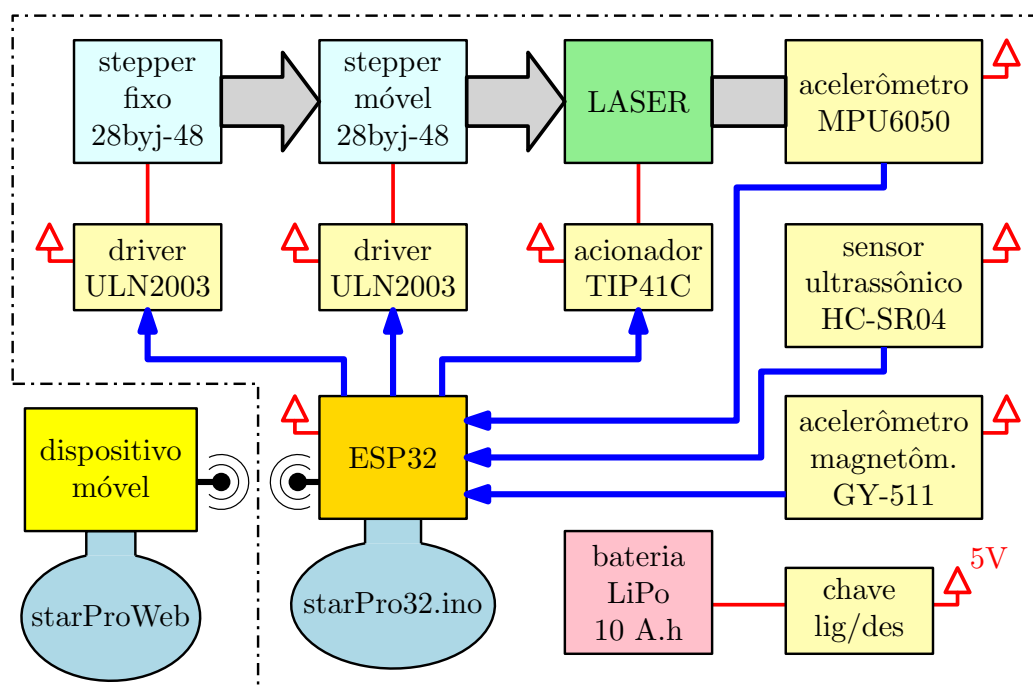 stepper
fixo
28byj-48
stepper
móvel
28byj-48
LASER
acelerômetro
MPU6050
driver
ULN2003
driver
ULN2003
acionador
TIP41C
sensor
ultrassônico
HC-SR04
dispositivo
móvel
ESP32
acelerômetro
magnetôm.
GY-511
starProWeb
starPro32.ino
bateria
LiPo
10 A.h
chave
lig/des
5V